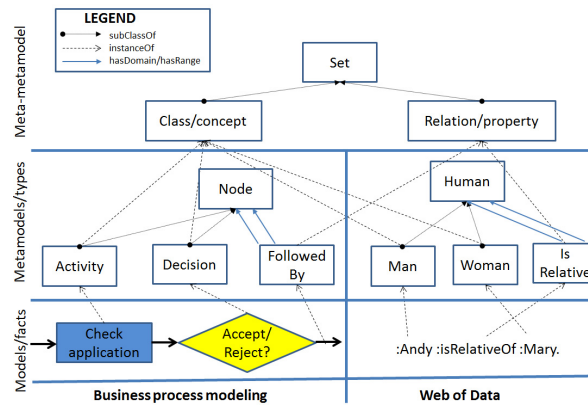 LEGEND
subClassOf
instanceOf
hasDomain/hasRange
Meta-metamodel
Set
Class/concept
Relation/property
Metamodels/types
Node
Human
Activity
Decision
Followed
By
Man
Woman
Is
Relative
Models/facts
Check
application
Accept/
Reject?
:Andy :isRelativeOf :Mary.
Business process modeling
Web of Data